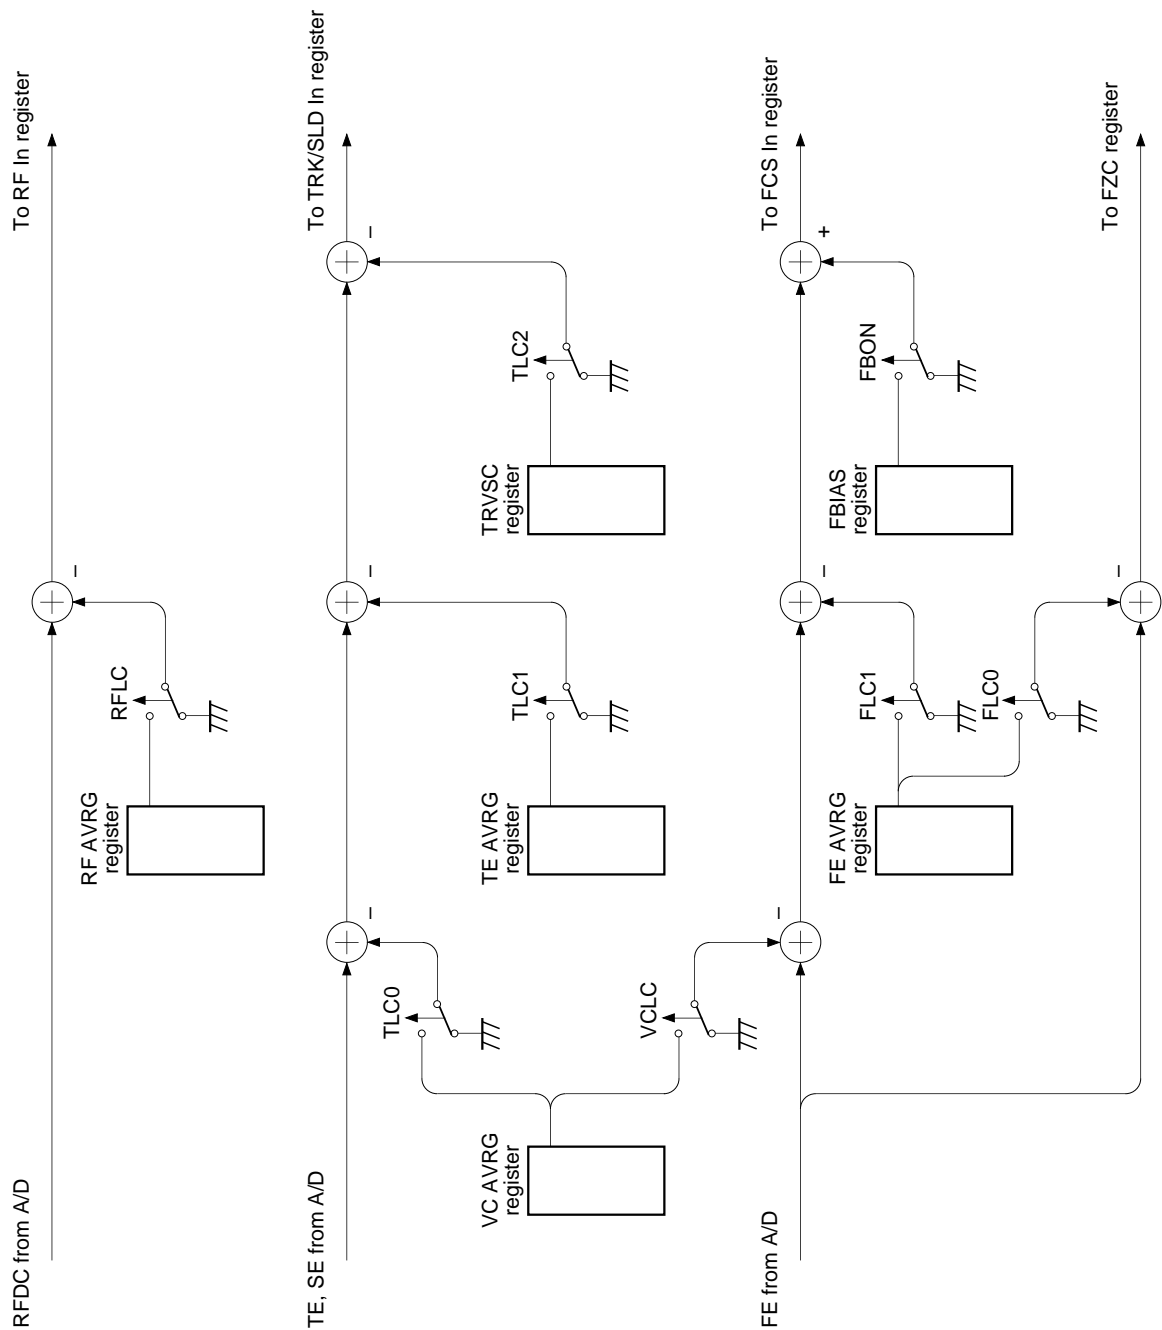 RFDC from A/D
RF AVRG
register
RFLC
–
To RF In register
TE, SE from A/D
TLC0
–
VC AVRG
register
TE AVRG
register
TLC1
–
TRVSC
register
TLC2
–
To TRK/SLD In register
VCLC
–
FE from A/D
FE AVRG
register
FLC1
–
FLC0
–
FBIAS
register
FBON
+
To FCS In register
To FZC register